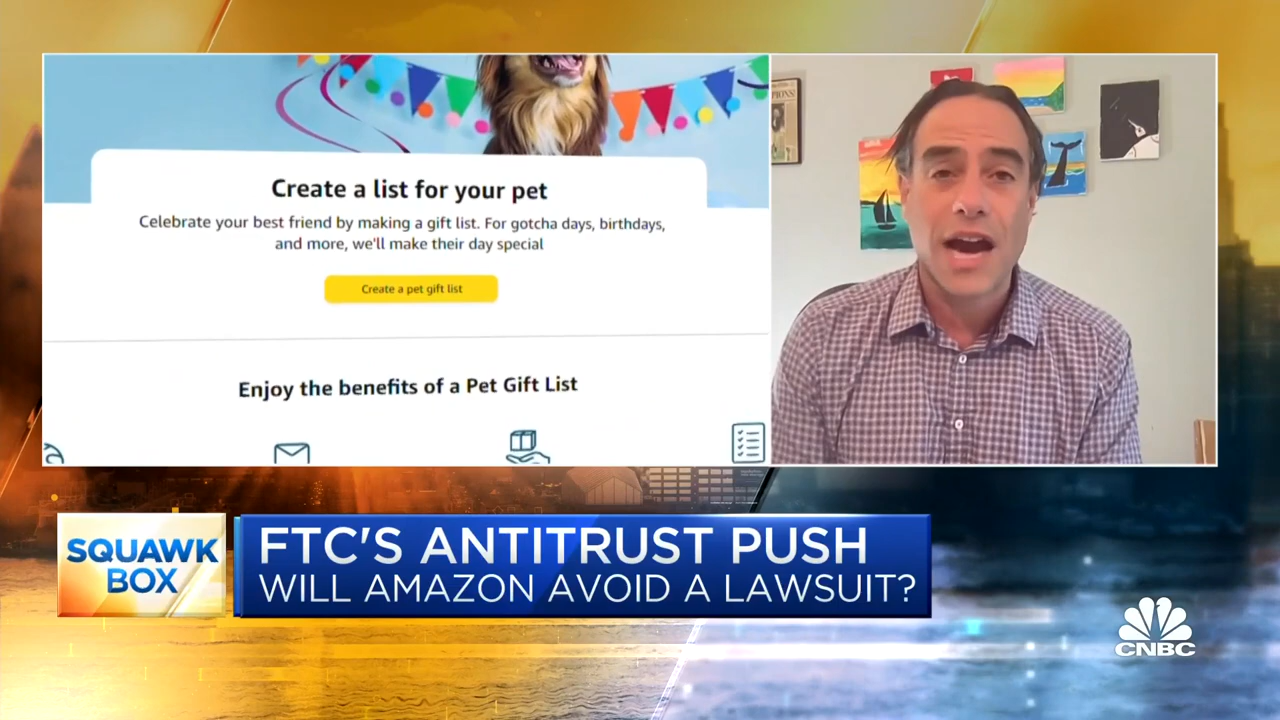 Create a list for your pet
Celebrate your best friend by making a gift list. For gotcha days, birthdays,
and more, we'll make their day special
Create a pet gift list
Enjoy the benefits of a Pet Gift List
PIONS!
SQUAWK
BOX
FTC'S ANTITRUST PUSH
WILL AMAZON AVOID A LAWSUIT?
CNBC